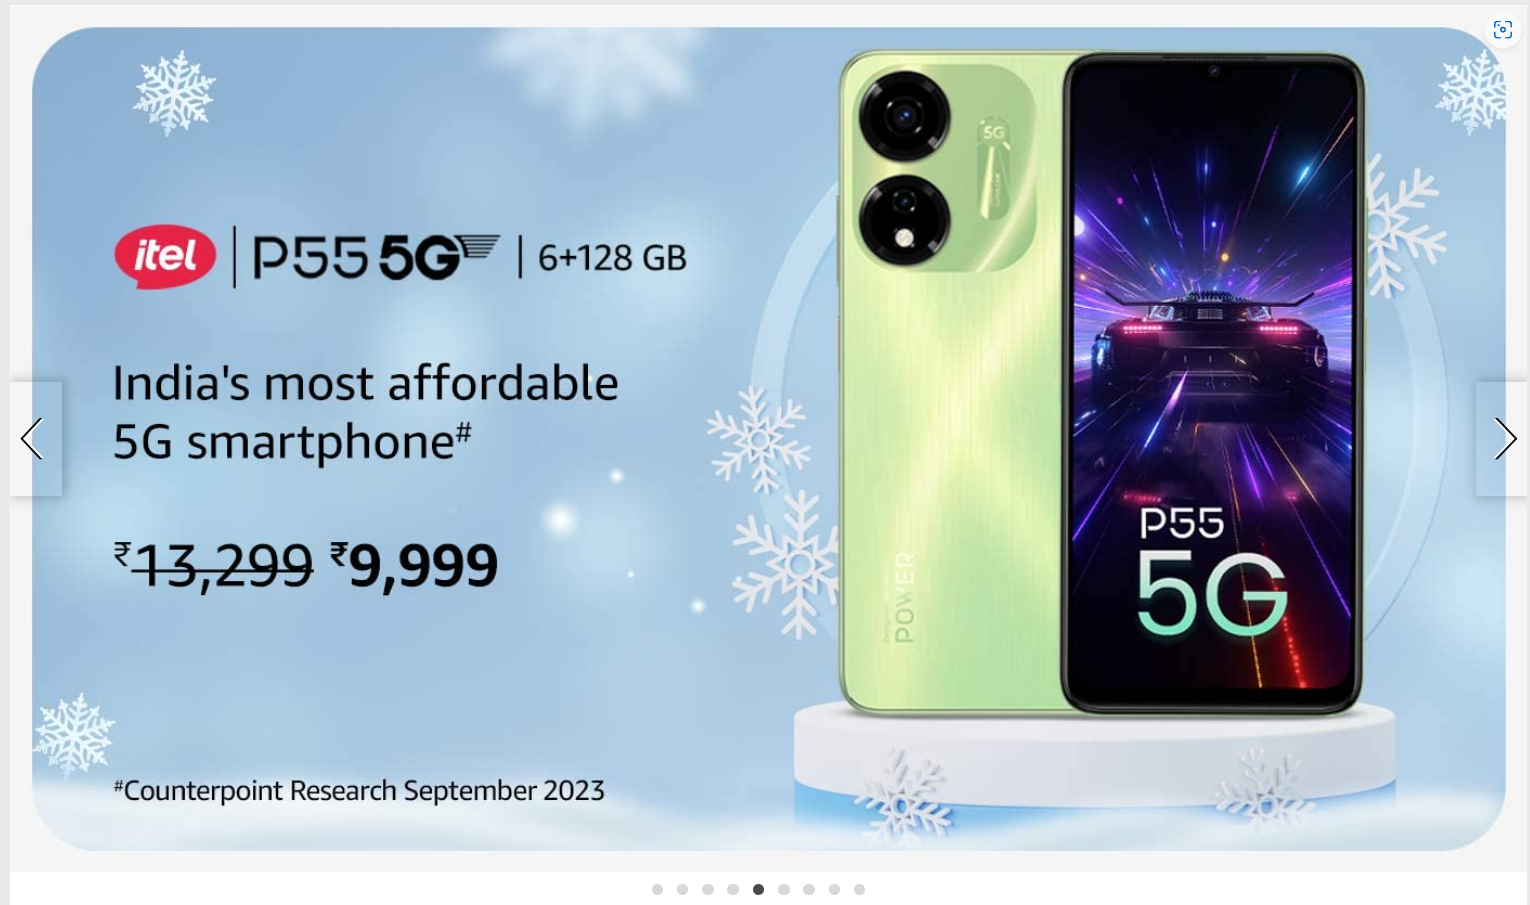 itel | P55 5G | 6+128 GB
India's most affordable
5G smartphone#
₹13,299 ₹9,999
#Counterpoint Research September 2023
5G
POWER
P55
5G